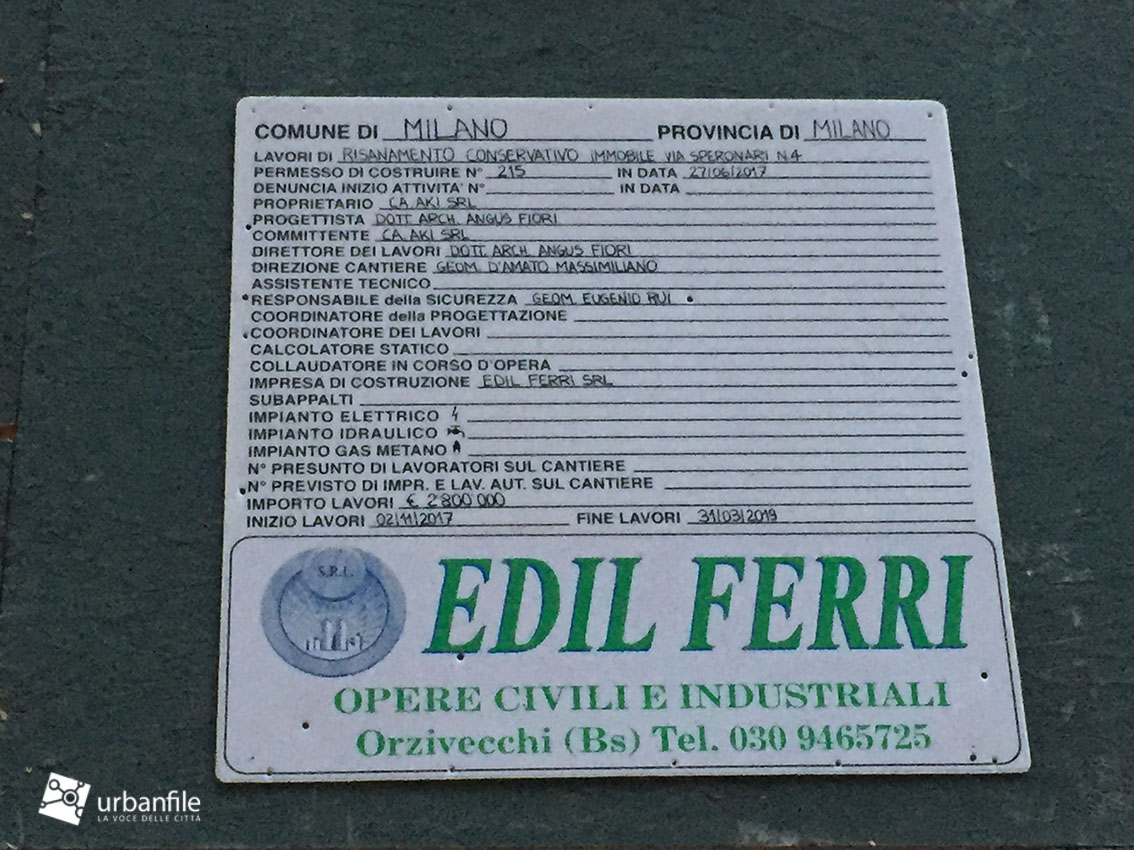 COMUNE DI MILANO PROVINCIA DI MILANO
LAVORI DI RISANAMENTO CONSERVATIVO IMMOBILE VIA SPERONARI N.4
PERMESSO DI COSTRUIRE N° 215 IN DATA 27/06/2017
DENUNCIA INIZIO ATTIVITA' N° IN DATA
PROPRIETARIO CA.AKI SRL
PROGETTISTA DOTT. ARCH. ANGUS FIORI
COMMITTENTE CA.AKI SRL
DIRETTORE DEI LAVORI DOTT. ARCH. ANGUS FIORI
DIREZIONE CANTIERE GEOM. D'AMATO MASSIMILIANO
ASSISTENTE TECNICO
RESPONSABILE della SICUREZZA GEOM. EUGENIO RUI
COORDINATORE della PROGETTAZIONE
COORDINATORE DEI LAVORI
CALCOLATORE STATICO
COLLAUDATORE IN CORSO D'OPERA
IMPRESA DI COSTRUZIONE EDIL FERRI SRL
SUBAPPALTI
IMPIANTO ELETTRICO
IMPIANTO IDRAULICO
IMPIANTO GAS METANO
N° PRESUNTO DI LAVORATORI SUL CANTIERE
N° PREVISTO DI IMPR. E LAV. AUT. SUL CANTIERE
IMPORTO LAVORI € 2800 000
INIZIO LAVORI 02/11/2017 FINE LAVORI 31/03/2019
S.R.L.
EDIL FERRI
OPERE CIVILI E INDUSTRIALI
Orzivecchi (Bs) Tel. 030 9465725
urbanfile
LA VOCE DELLE CITTÀ